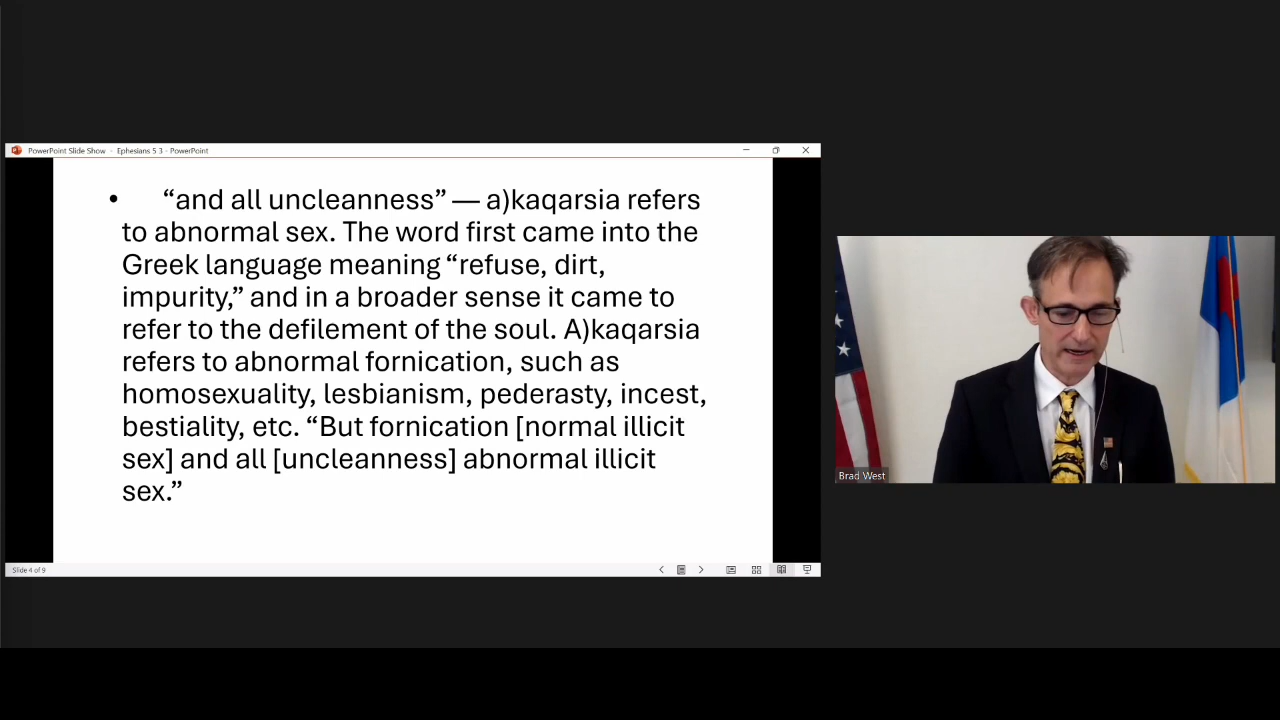 PowerPoint Slide Show - Ephesians 5 3 - PowerPoint
• “and all uncleanness” — a)kaqarsia refers
to abnormal sex. The word first came into the
Greek language meaning “refuse, dirt,
impurity,” and in a broader sense it came to
refer to the defilement of the soul. A)kaqarsia
refers to abnormal fornication, such as
homosexuality, lesbianism, pederasty, incest,
bestiality, etc. “But fornication [normal illicit
sex] and all [uncleanness] abnormal illicit
sex.”
Slide 4 of 9
Brad West